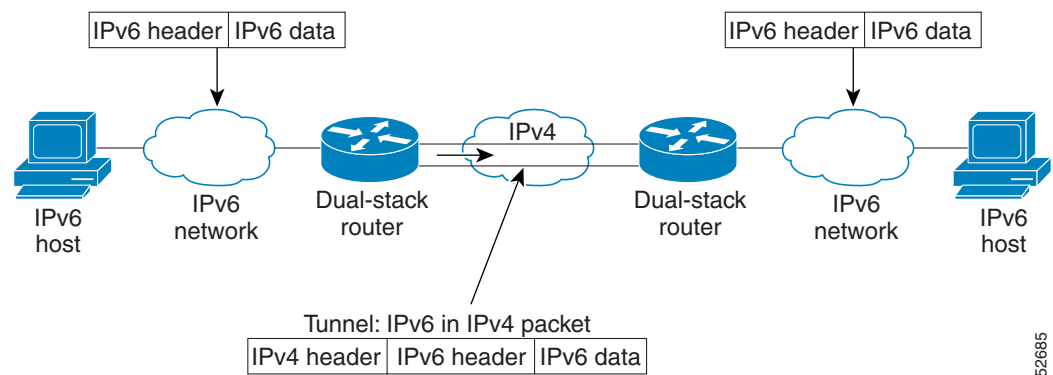 IPv6 header IPv6 data
IPv6 header IPv6 data
IPv4
IPv6
host
IPv6
network
Dual-stack
router
Dual-stack
router
IPv6
network
IPv6
host
Tunnel: IPv6 in IPv4 packet
IPv4 header IPv6 header IPv6 data
52685